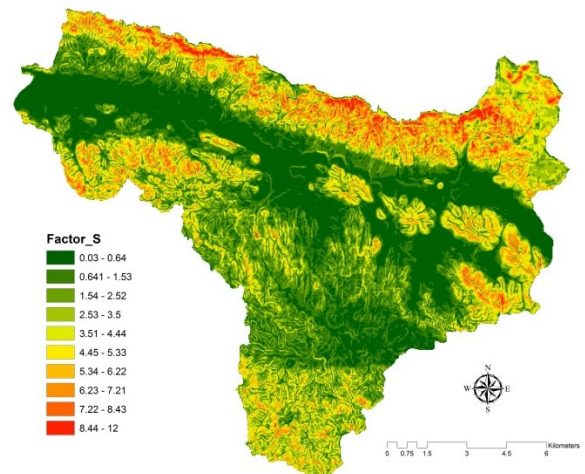 Factor_S
0.03 - 0.64
0.641 - 1.53
1.54 - 2.52
2.53 - 3.5
3.51 - 4.44
4.45 - 5.33
5.34 - 6.22
6.23 - 7.21
7.22 - 8.43
8.44 - 12
N
W E
S
Kilometers
0 0.75 1.5 3 4.5 6